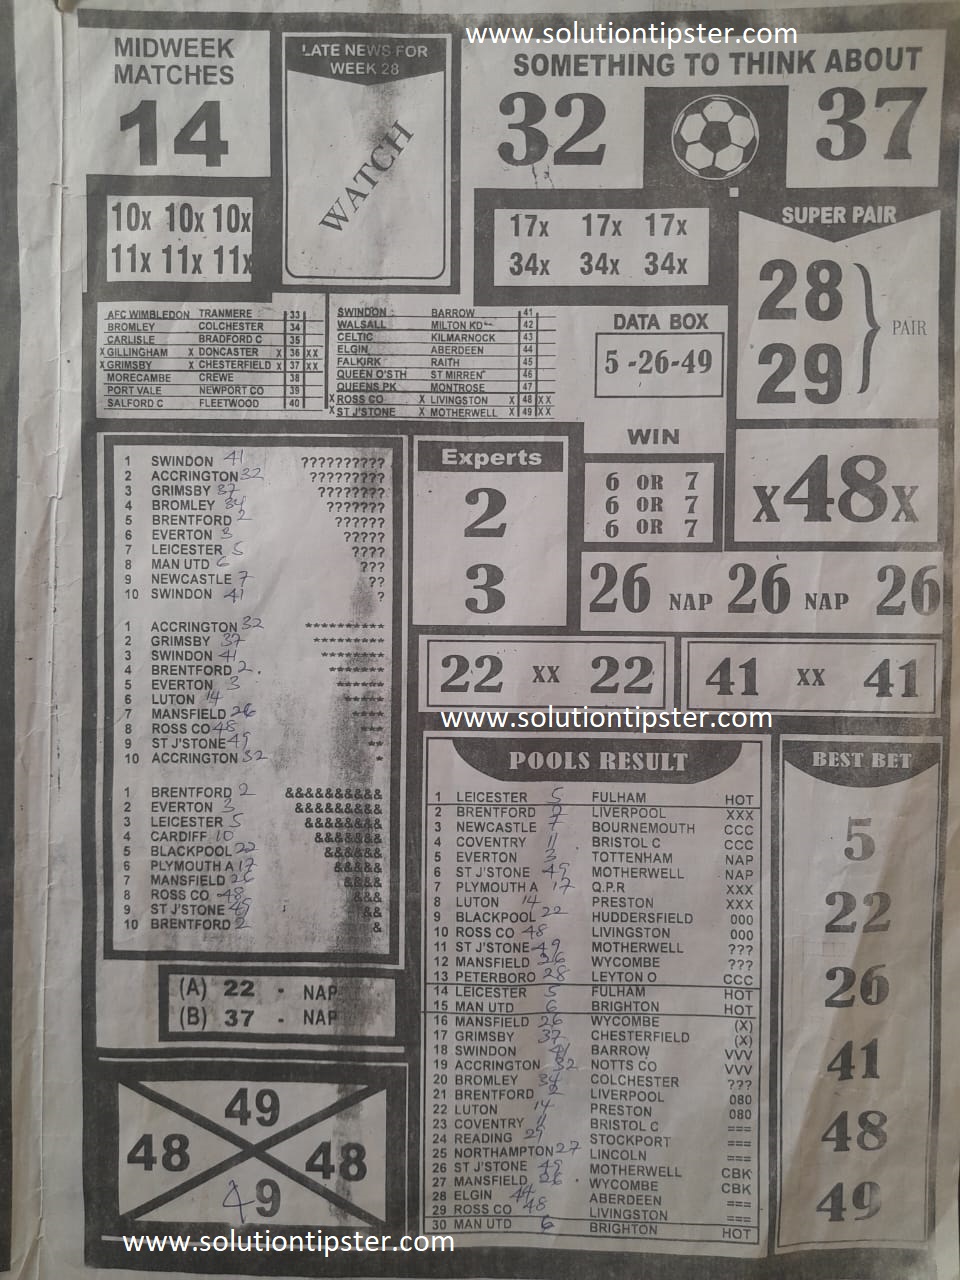 www.solutiontipster.com
MIDWEEK
MATCHES
14
LATE NEWS FOR
WEEK 28
WATCH
SOMETHING TO THINK ABOUT
32 37
10x 10x 10x
11x 11x 11x
17x 17x 17x
34x 34x 34x
SUPER PAIR
28
29
PAIR
AFC WIMBLEDON TRANMERE 33
BROMLEY COLCHESTER 34
CARLISLE BRADFORD C 35
X GILLINGHAM X DONCASTER X 36 XX
X GRIMSBY X CHESTERFIELD X 37 XX
MORECAMBE CREWE 38
PORT VALE NEWPORT CO 39
SALFORD C FLEETWOOD 40
SWINDON BARROW 41
WALSALL MILTON KD 42
CELTIC KILMARNOCK 43
ELGIN ABERDEEN 44
FALKIRK RAITH 45
QUEEN O'STH ST MIRREN 46
QUEENS PK MONTROSE 47
X ROSS CO X LIVINGSTON X 48 XX
X ST J'STONE X MOTHERWELL X 49 XX
DATA BOX
5 -26-49
WIN
6 OR 7
6 OR 7
6 OR 7
X48X
Experts
2
3
26 NAP 26 NAP 26
22 XX 22
41 XX 41
1 SWINDON 41 ??????????
2 ACCRINGTON 32 ?????????
3 GRIMSBY 37 ????????
4 BROMLEY 34 ???????
5 BRENTFORD 2 ??????
6 EVERTON 3 ?????
7 LEICESTER 5 ????
8 MAN UTD 6 ???
9 NEWCASTLE 7 ??
10 SWINDON 41 ?
1 ACCRINGTON 32 **********
2 GRIMSBY 37 *********
3 SWINDON 41 ********
4 BRENTFORD 2. *******
5 EVERTON 3 ******
6 LUTON 14 *****
7 MANSFIELD 26 ****
8 ROSS CO 48 ***
9 ST J'STONE 49 **
10 ACCRINGTON 32 *
1 BRENTFORD 2 &&&&&&&&&&
2 EVERTON 3 &&&&&&&&&
3 LEICESTER 5 &&&&&&&&
4 CARDIFF 10 &&&&&&&
5 BLACKPOOL 22 &&&&&&
6 PLYMOUTH A 17 &&&&&
7 MANSFIELD 26 &&&&
8 ROSS CO 48 &&&
9 ST J'STONE 49 &&
10 BRENTFORD 2 &
(A) 22 - NAP
(B) 37 - NAP
49
48 48
49
www.solutiontipster.com
POOLS RESULT
1 LEICESTER 5 FULHAM HOT
2 BRENTFORD 2 LIVERPOOL XXX
3 NEWCASTLE 7 BOURNEMOUTH CCC
4 COVENTRY 11 BRISTOL C CCC
5 EVERTON 3 TOTTENHAM NAP
6 ST J'STONE 49 MOTHERWELL NAP
7 PLYMOUTH A 17 Q.P.R XXX
8 LUTON 14 PRESTON XXX
9 BLACKPOOL 22 HUDDERSFIELD 000
10 ROSS CO 48 LIVINGSTON 000
11 ST J'STONE 49 MOTHERWELL ???
12 MANSFIELD 26 WYCOMBE ???
13 PETERBORO 28 LEYTON O CCC
14 LEICESTER 5 FULHAM HOT
15 MAN UTD 6 BRIGHTON HOT
16 MANSFIELD 26 WYCOMBE (X)
17 GRIMSBY 37 CHESTERFIELD (X)
18 SWINDON 41 BARROW VVV
19 ACCRINGTON 32 NOTTS CO VVV
20 BROMLEY 34 COLCHESTER ???
21 BRENTFORD 2 LIVERPOOL 080
22 LUTON 14 PRESTON 080
23 COVENTRY 11 BRISTOL C ===
24 READING 29 STOCKPORT ===
25 NORTHAMPTON 27 LINCOLN ===
26 ST J'STONE 49 MOTHERWELL CBK
27 MANSFIELD 26 WYCOMBE CBK
28 ELGIN 44 ABERDEEN ===
29 ROSS CO 48 LIVINGSTON ===
30 MAN UTD 6 BRIGHTON HOT
BEST BET
5
22
26
41
48
49
www.solutiontipster.com